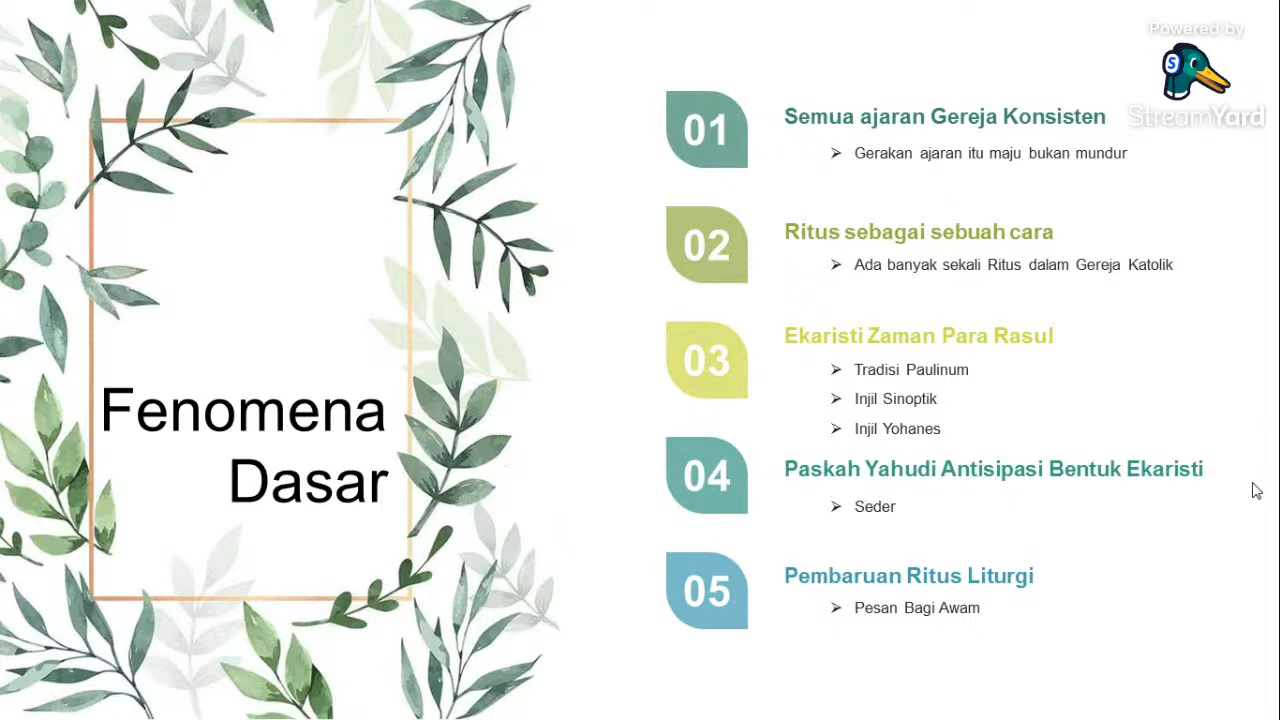 Powered by
StreamYard
Fenomena
Dasar
01
Semua ajaran Gereja Konsisten
➢ Gerakan ajaran itu maju bukan mundur
02
Ritus sebagai sebuah cara
➢ Ada banyak sekali Ritus dalam Gereja Katolik
03
Ekaristi Zaman Para Rasul
➢ Tradisi Paulinum
➢ Injil Sinoptik
➢ Injil Yohanes
04
Paskah Yahudi Antisipasi Bentuk Ekaristi
➢ Seder
05
Pembaruan Ritus Liturgi
➢ Pesan Bagi Awam